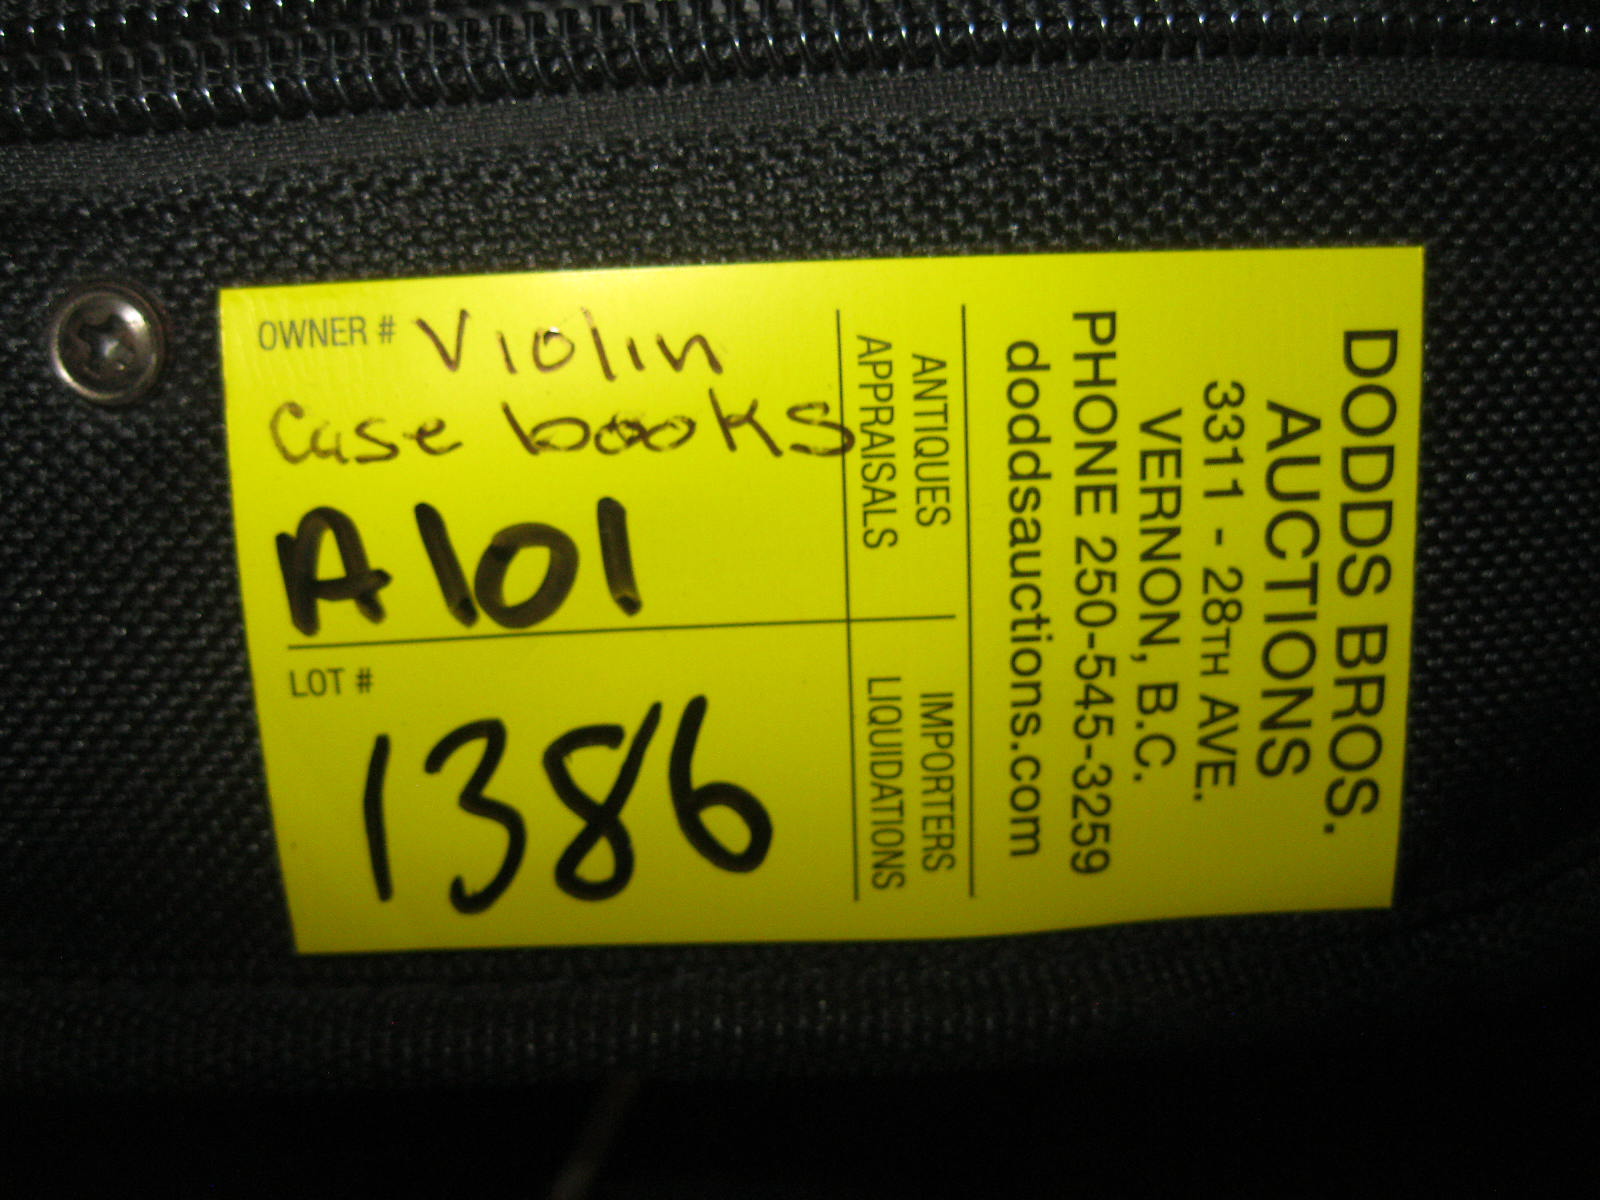 OWNER # Violin
Case books
A101
LOT #
1386
ANTIQUES
APPRAISALS
IMPORTERS
LIQUIDATIONS
DODDS BROS.
AUCTIONS
3311 - 28TH AVE.
VERNON, B.C.
PHONE 250-545-3259
doddsauctions.com